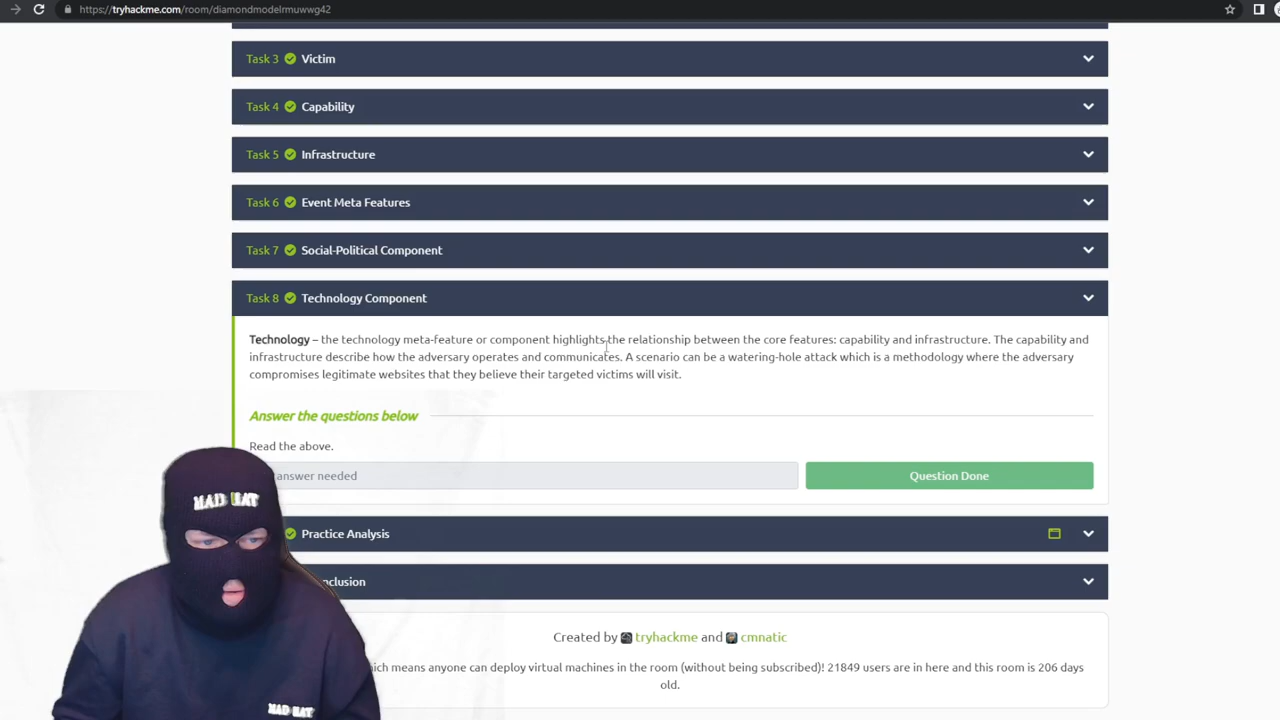 https://tryhackme.com/room/diamondmodelrmuwwg42
Task 3 Victim
Task 4 Capability
Task 5 Infrastructure
Task 6 Event Meta Features
Task 7 Social-Political Component
Task 8 Technology Component
Technology – the technology meta-feature or component highlights the relationship between the core features: capability and infrastructure. The capability and
infrastructure describe how the adversary operates and communicates. A scenario can be a watering-hole attack which is a methodology where the adversary
compromises legitimate websites that they believe their targeted victims will visit.
Answer the questions below
Read the above.
answer needed
Question Done
Practice Analysis
Created by tryhackme and cmnatic
which means anyone can deploy virtual machines in the room (without being subscribed)! 21849 users are in here and this room is 206 days
old.
MAD HAT
MAD HAT